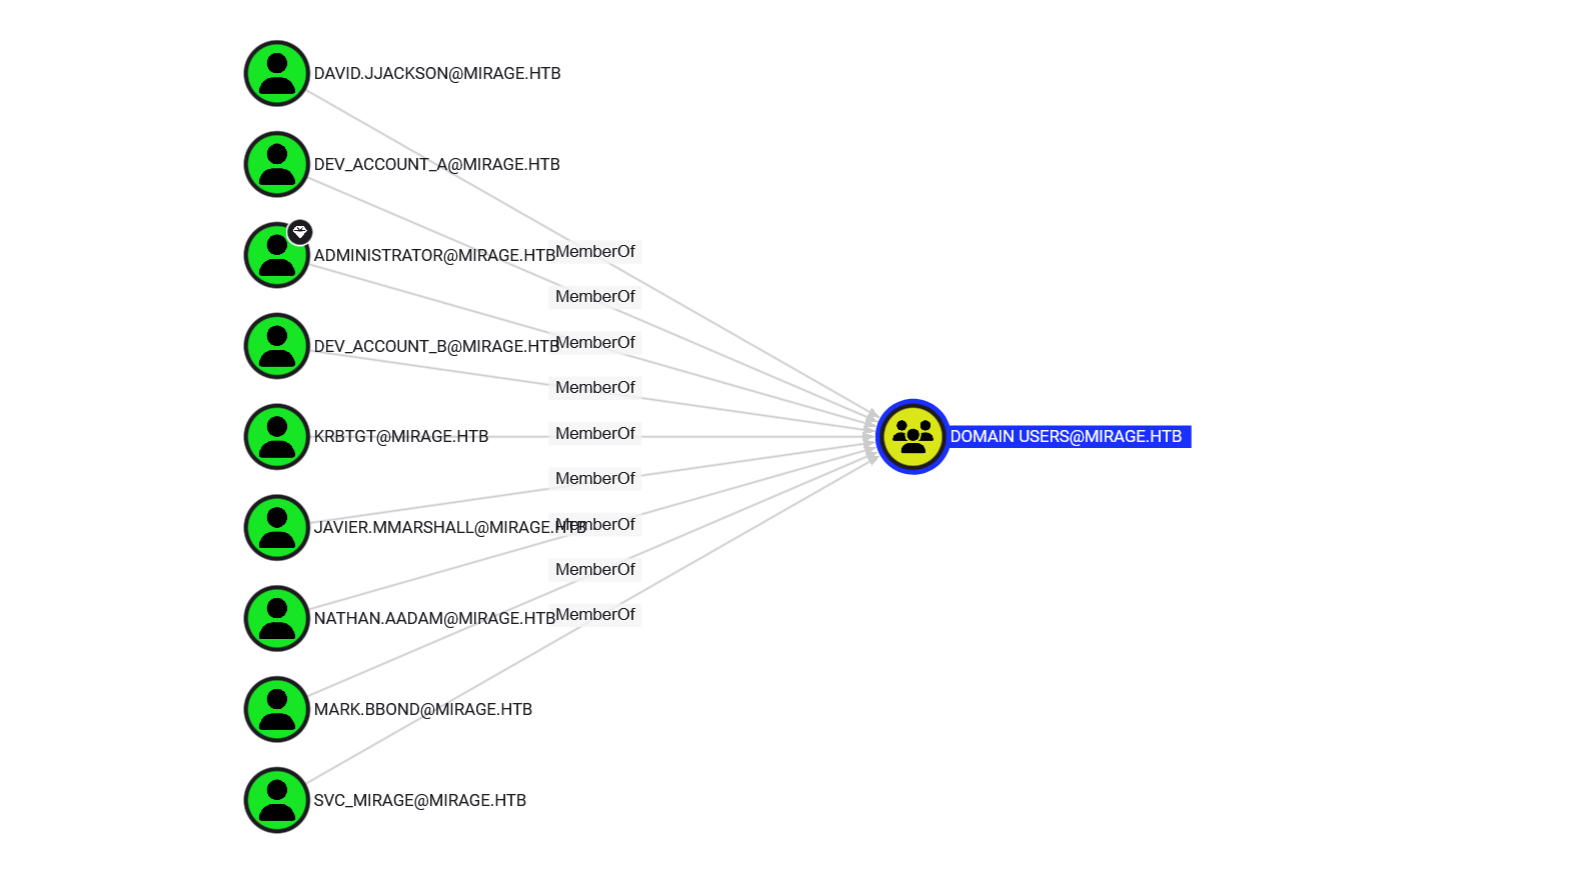 DAVID.JJACKSON@MIRAGE.HTB
DEV_ACCOUNT_A@MIRAGE.HTB
ADMINISTRATOR@MIRAGE.HTB
MemberOf
MemberOf
MemberOf
DEV_ACCOUNT_B@MIRAGE.HTB
MemberOf
KRBTGT@MIRAGE.HTB
MemberOf
DOMAIN USERS@MIRAGE.HTB
MemberOf
JAVIER.MMARSHALL@MIRAGE.HTB
MemberOf
MemberOf
NATHAN.AADAM@MIRAGE.HTB
MemberOf
MARK.BBOND@MIRAGE.HTB
SVC_MIRAGE@MIRAGE.HTB